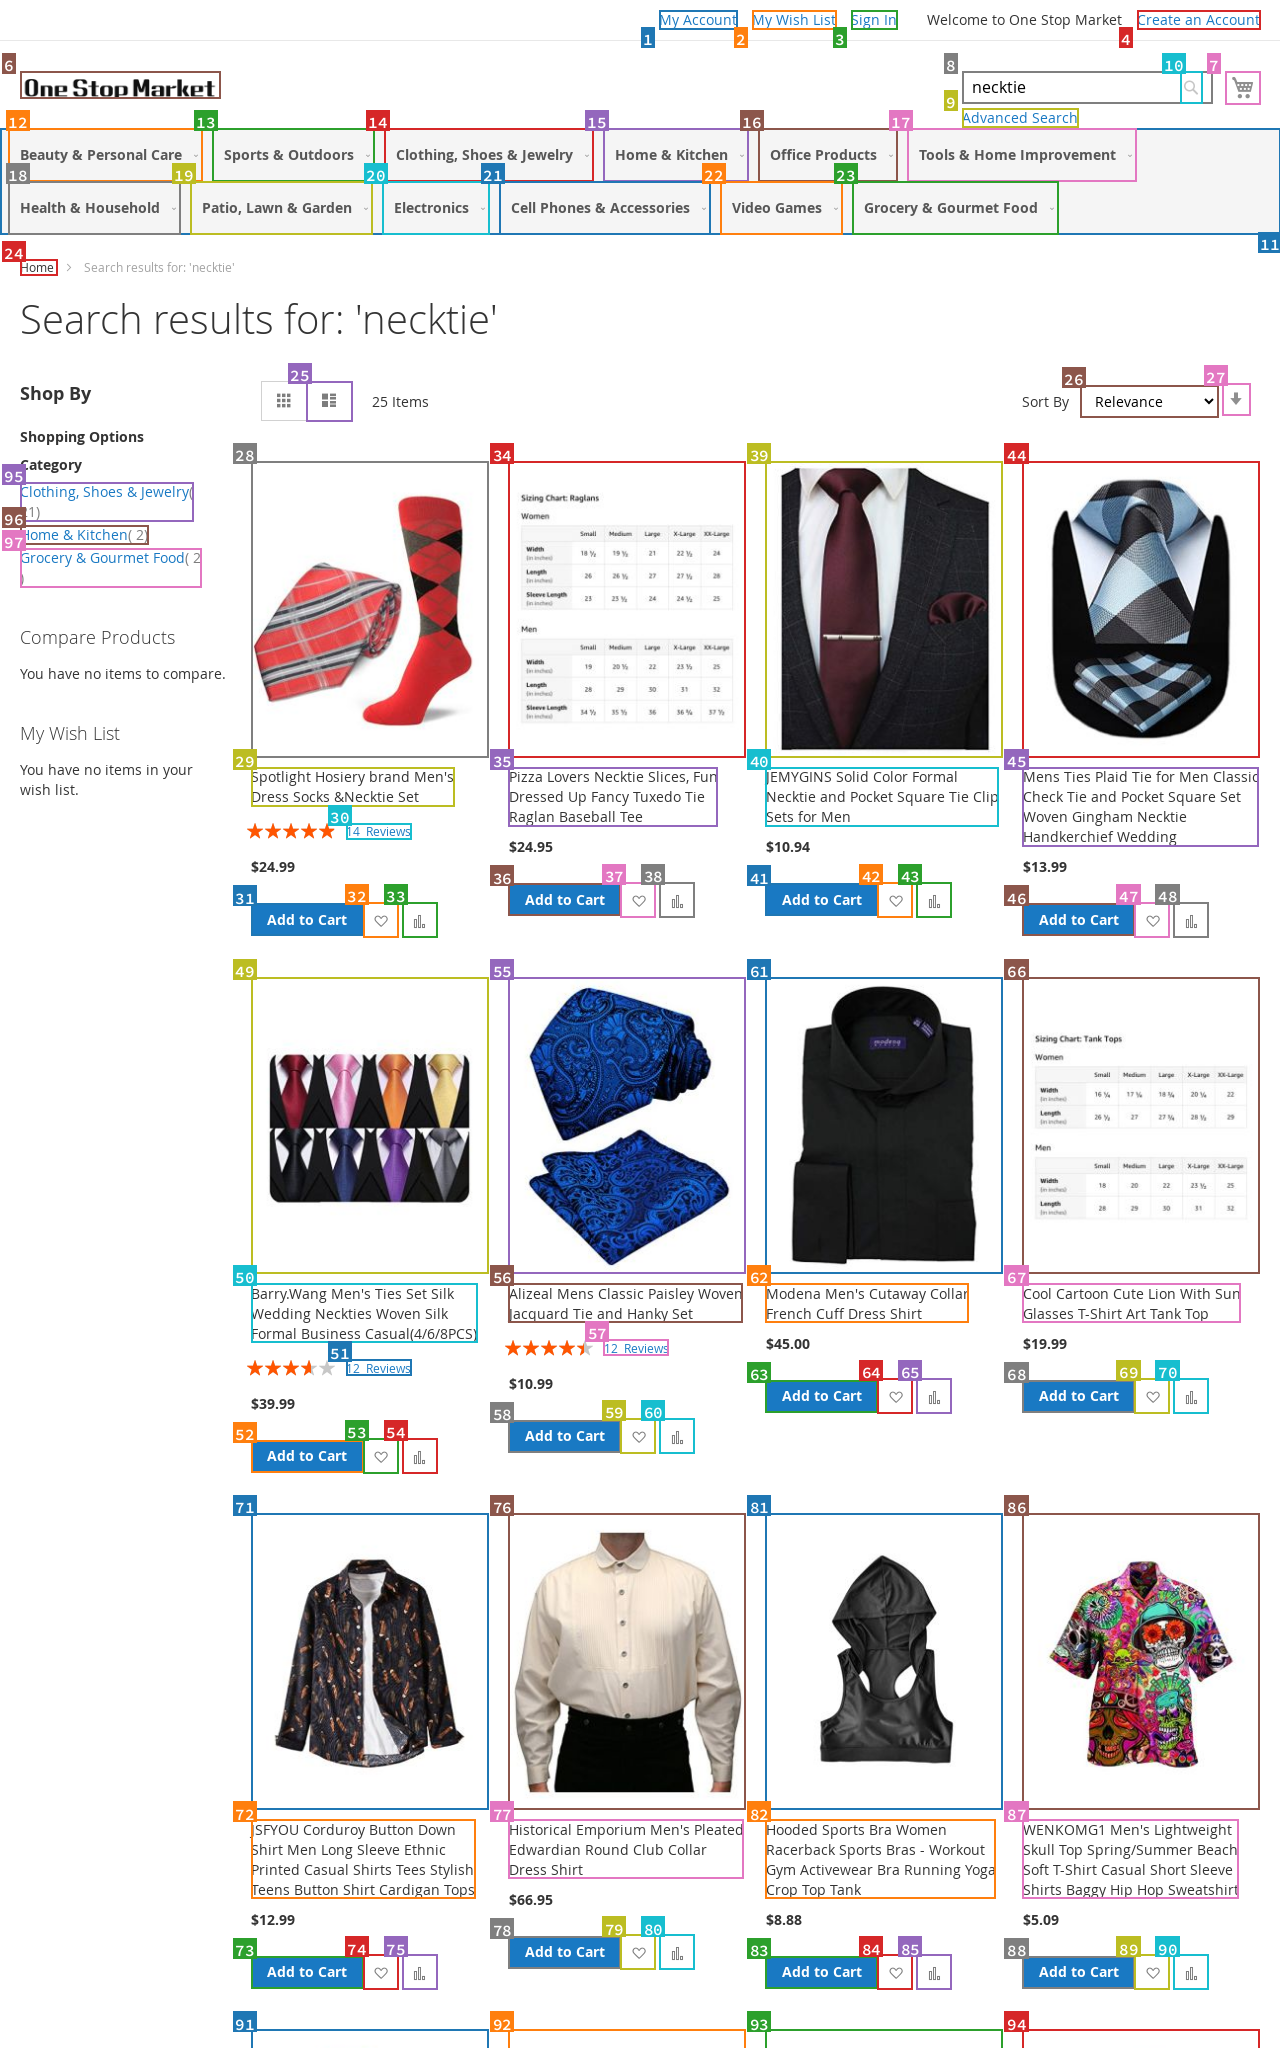 My Account
My Wish List
Sign In
Welcome to One Stop Market
Create an Account
1
2
3
4
6
One Stop Market
8
10
7
necktie
9
Advanced Search
12
13
14
15
16
17
Beauty & Personal Care
Sports & Outdoors
Clothing, Shoes & Jewelry
Home & Kitchen
Office Products
Tools & Home Improvement
18
19
20
21
22
23
Health & Household
Patio, Lawn & Garden
Electronics
Cell Phones & Accessories
Video Games
Grocery & Gourmet Food
11
24
Home
Search results for: 'necktie'
Search results for: 'necktie'
Shop By
Shopping Options
Category
95
Clothing, Shoes & Jewelry(
21)
96
Home & Kitchen( 2)
97
Grocery & Gourmet Food( 2
)
Compare Products
You have no items to compare.
My Wish List
You have no items in your
wish list.
25
25 Items
Sort By
26
Relevance
27
28
29
Spotlight Hosiery brand Men's
Dress Socks &Necktie Set
30
14 Reviews
$24.99
31
Add to Cart
32
33
34
Sizing Chart: Raglans
Women
Small Medium Large X-Large XX-Large
Width 18 ½ 19 ½ 21 22 ½ 24
(in inches)
Length 26 26 ½ 27 27 ½ 28
(in inches)
Sleeve Length 23 23 ½ 24 24 ½ 25
(in inches)
Men
Small Medium Large X-Large XX-Large
Width 19 20 ½ 22 23 ½ 25
(in inches)
Length 28 29 30 31 32
(in inches)
Sleeve Length 34 ½ 35 ½ 36 36 ¾ 37 ½
(in inches)
35
Pizza Lovers Necktie Slices, Fun
Dressed Up Fancy Tuxedo Tie
Raglan Baseball Tee
$24.95
36
Add to Cart
37
38
39
40
JEMYGINS Solid Color Formal
Necktie and Pocket Square Tie Clip
Sets for Men
$10.94
41
Add to Cart
42
43
44
45
Mens Ties Plaid Tie for Men Classic
Check Tie and Pocket Square Set
Woven Gingham Necktie
Handkerchief Wedding
$13.99
46
Add to Cart
47
48
49
50
Barry.Wang Men's Ties Set Silk
Wedding Neckties Woven Silk
Formal Business Casual(4/6/8PCS)
51
12 Reviews
$39.99
52
Add to Cart
53
54
55
56
Alizeal Mens Classic Paisley Woven
Jacquard Tie and Hanky Set
57
12 Reviews
$10.99
58
Add to Cart
59
60
61
62
Modena Men's Cutaway Collar
French Cuff Dress Shirt
$45.00
63
Add to Cart
64
65
66
Sizing Chart: Tank Tops
Women
Small Medium Large X-Large XX-Large
Width 16 ¼ 17 ¼ 18 ¾ 20 ¼ 22
(in inches)
Length 26 ½ 27 27 ½ 28 ½ 29
(in inches)
Men
Small Medium Large X-Large XX-Large
Width 18 20 22 23 ½ 25
(in inches)
Length 28 29 30 31 32
(in inches)
67
Cool Cartoon Cute Lion With Sun
Glasses T-Shirt Art Tank Top
$19.99
68
Add to Cart
69
70
71
72
JSFYOU Corduroy Button Down
Shirt Men Long Sleeve Ethnic
Printed Casual Shirts Tees Stylish
Teens Button Shirt Cardigan Tops
$12.99
73
Add to Cart
74
75
76
77
Historical Emporium Men's Pleated
Edwardian Round Club Collar
Dress Shirt
$66.95
78
Add to Cart
79
80
81
82
Hooded Sports Bra Women
Racerback Sports Bras - Workout
Gym Activewear Bra Running Yoga
Crop Top Tank
$8.88
83
Add to Cart
84
85
86
87
WENKOMG1 Men's Lightweight
Skull Top Spring/Summer Beach
Soft T-Shirt Casual Short Sleeve
Shirts Baggy Hip Hop Sweatshirt
$5.09
88
Add to Cart
89
90
91
92
93
94